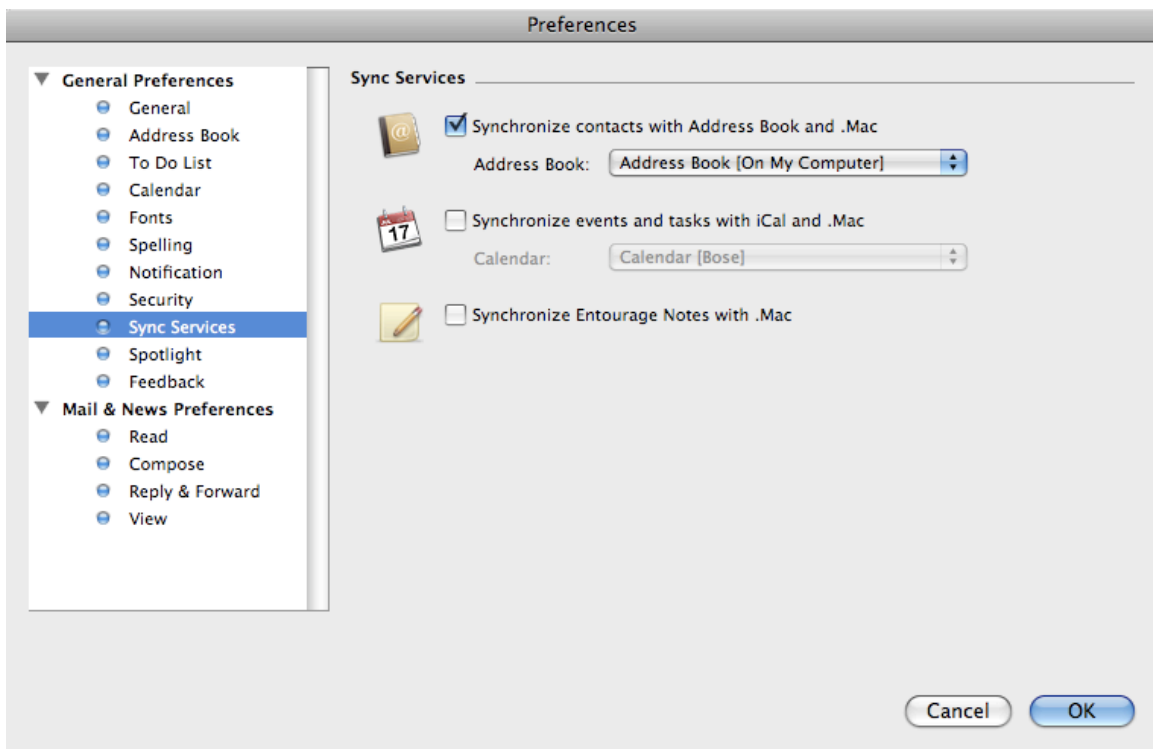 Preferences
General Preferences
General
Address Book
To Do List
Calendar
Fonts
Spelling
Notification
Security
Sync Services
Spotlight
Feedback
Mail & News Preferences
Read
Compose
Reply & Forward
View
Sync Services
@
Synchronize contacts with Address Book and .Mac
Address Book: Address Book [On My Computer]
17
Synchronize events and tasks with iCal and .Mac
Calendar: Calendar [Bose]
Synchronize Entourage Notes with .Mac
Cancel OK